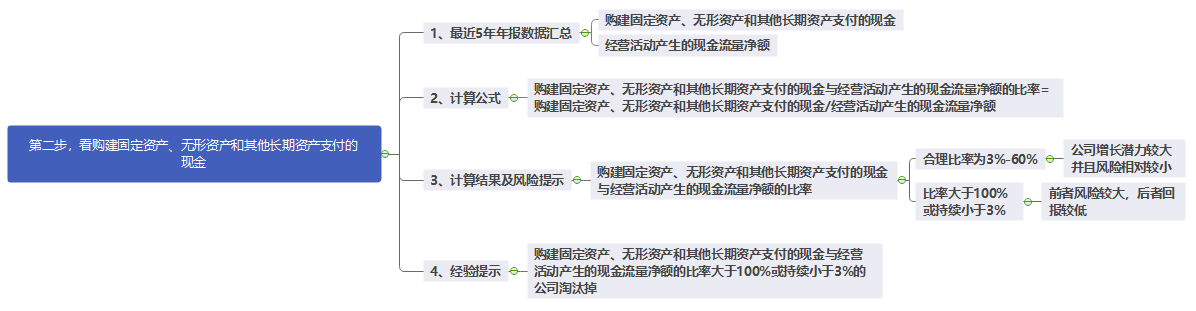 第二步，看购建固定资产、无形资产和其他长期资产支付的
现金
1、最近5年年报数据汇总
购建固定资产、无形资产和其他长期资产支付的现金
经营活动产生的现金流量净额
2、计算公式
购建固定资产、无形资产和其他长期资产支付的现金与经营活动产生的现金流量净额的比率=
购建固定资产、无形资产和其他长期资产支付的现金/经营活动产生的现金流量净额
3、计算结果及风险提示
购建固定资产、无形资产和其他长期资产支付的现金
与经营活动产生的现金流量净额的比率
合理比率为3%-60%
公司增长潜力较大
并且风险相对较小
比率大于100%
或持续小于3%
前者风险较大，后者回
报较低
4、经验提示
购建固定资产、无形资产和其他长期资产支付的现金与经营
活动产生的现金流量净额的比率大于100%或持续小于3%的
公司淘汰掉